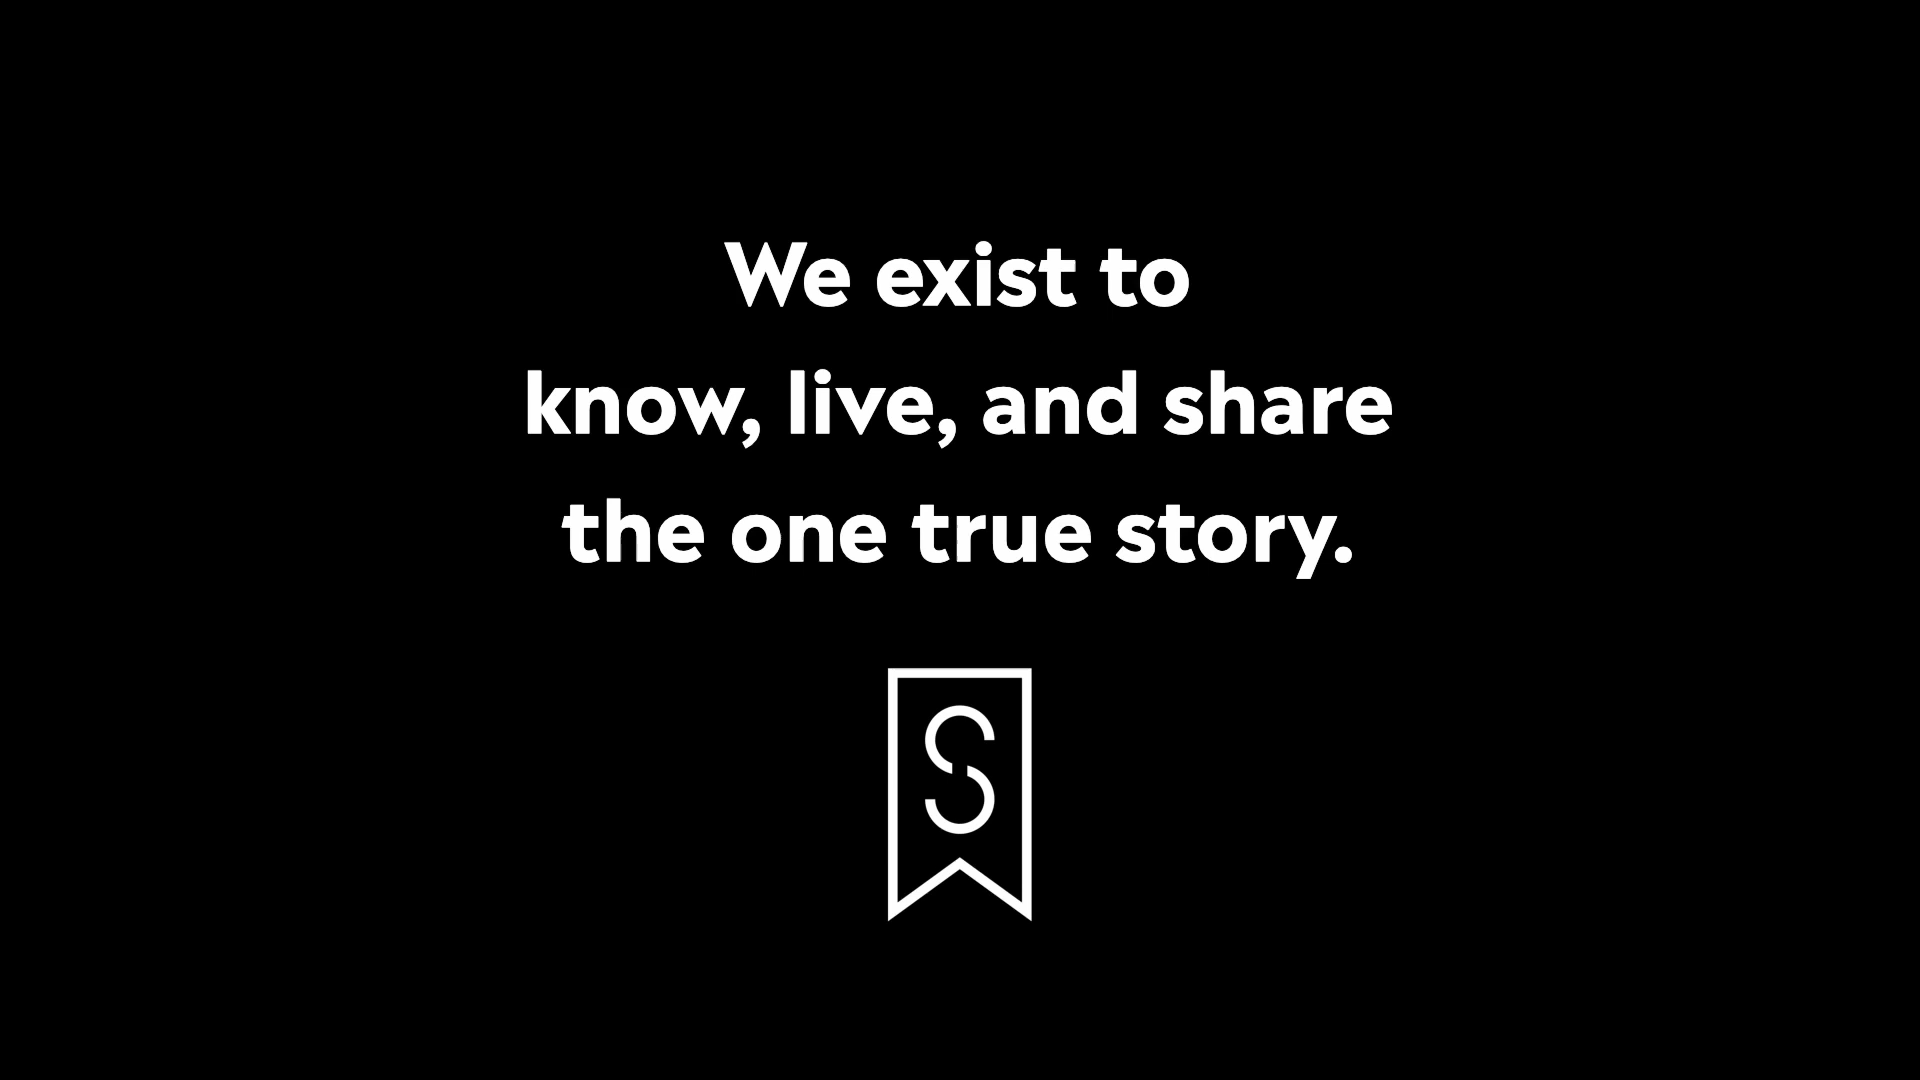 We exist to
know, live, and share
the one true story.
S